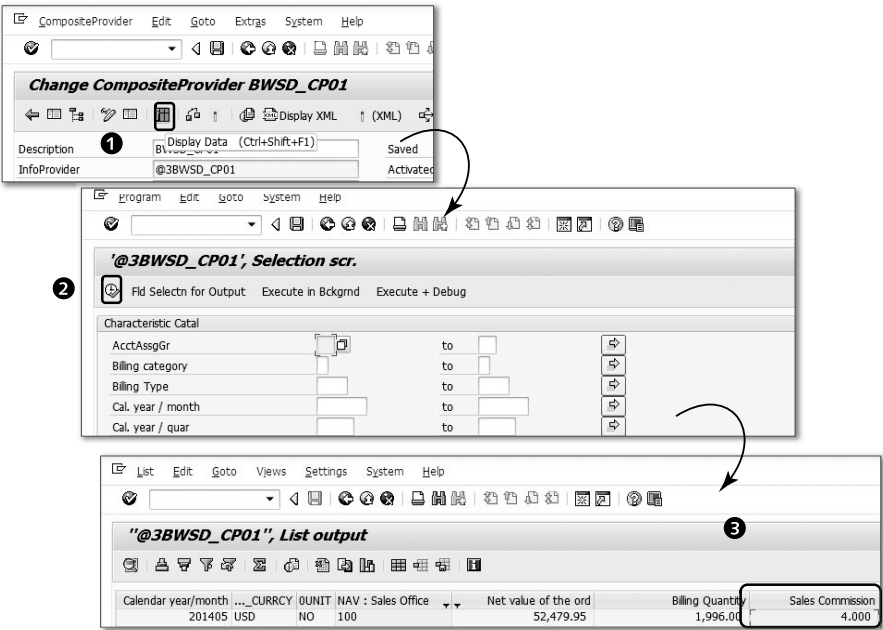 CompositeProvider Edit Goto Extras System Help
Change CompositeProvider BWSD_CP01
Display XML (XML)
1
Display Data (Ctrl+Shift+F1)
Description Saved
InfoProvider @3BWSD_CP01 Activated
Program Edit Goto System Help
'@3BWSD_CP01', Selection scr.
2
Fld Selectn for Output Execute in Bckgrnd Execute + Debug
Characteristic Catal
AcctAssgGr to
Billing category to
Billing Type to
Cal. year / month to
Cal. year / quar to
List Edit Goto Views Settings System Help
3
"@3BWSD_CP01", List output
Calendar year/month ..._CURRCY 0UNIT NAV : Sales Office Net value of the ord Billing Quantity Sales Commission
201405 USD NO 100 52,479.95 1,996.00 4.000